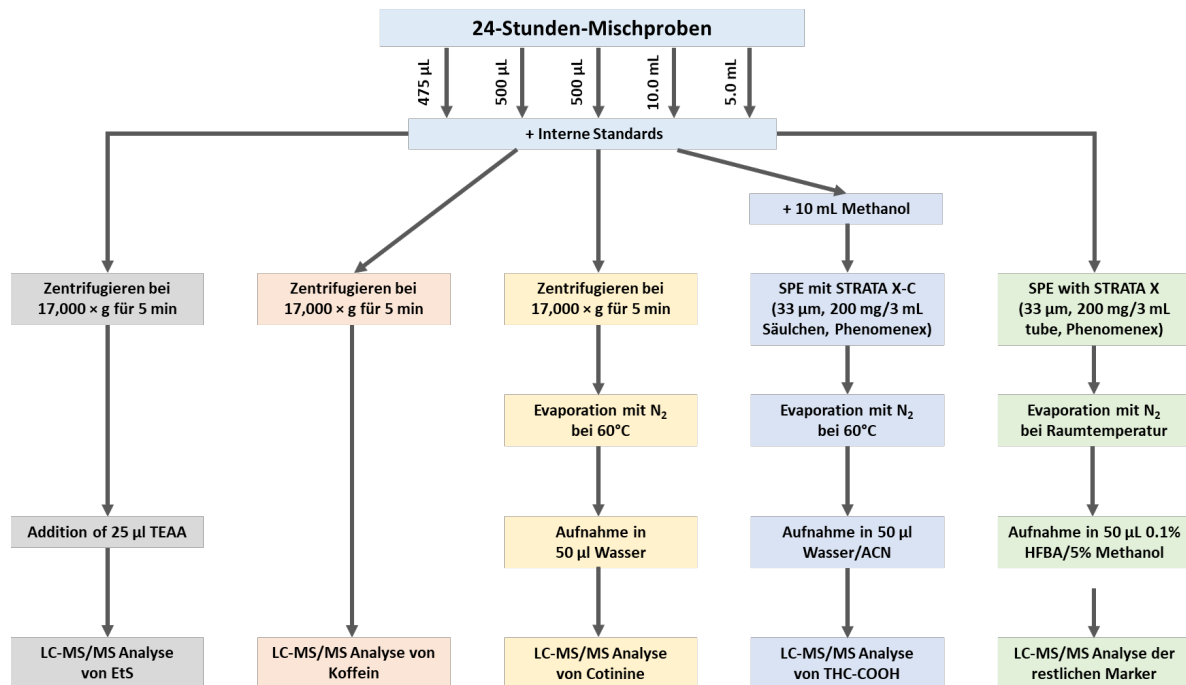 24-Stunden-Mischproben
475 µL
500 µL
500 µL
10.0 mL
5.0 mL
+ Interne Standards
+ 10 mL Methanol
Zentrifugieren bei
17,000 × g für 5 min
Zentrifugieren bei
17,000 × g für 5 min
Zentrifugieren bei
17,000 × g für 5 min
SPE mit STRATA X-C
(33 µm, 200 mg/3 mL
Säulchen, Phenomenex)
SPE with STRATA X
(33 µm, 200 mg/3 mL
tube, Phenomenex)
Evaporation mit N₂
bei 60°C
Evaporation mit N₂
bei 60°C
Evaporation mit N₂
bei Raumtemperatur
Addition of 25 µl TEAA
Aufnahme in
50 µl Wasser
Aufnahme in 50 µl
Wasser/ACN
Aufnahme in 50 µL 0.1%
HFBA/5% Methanol
LC-MS/MS Analyse
von EtS
LC-MS/MS Analyse von
Koffein
LC-MS/MS Analyse
von Cotinine
LC-MS/MS Analyse
von THC-COOH
LC-MS/MS Analyse der
restlichen Marker